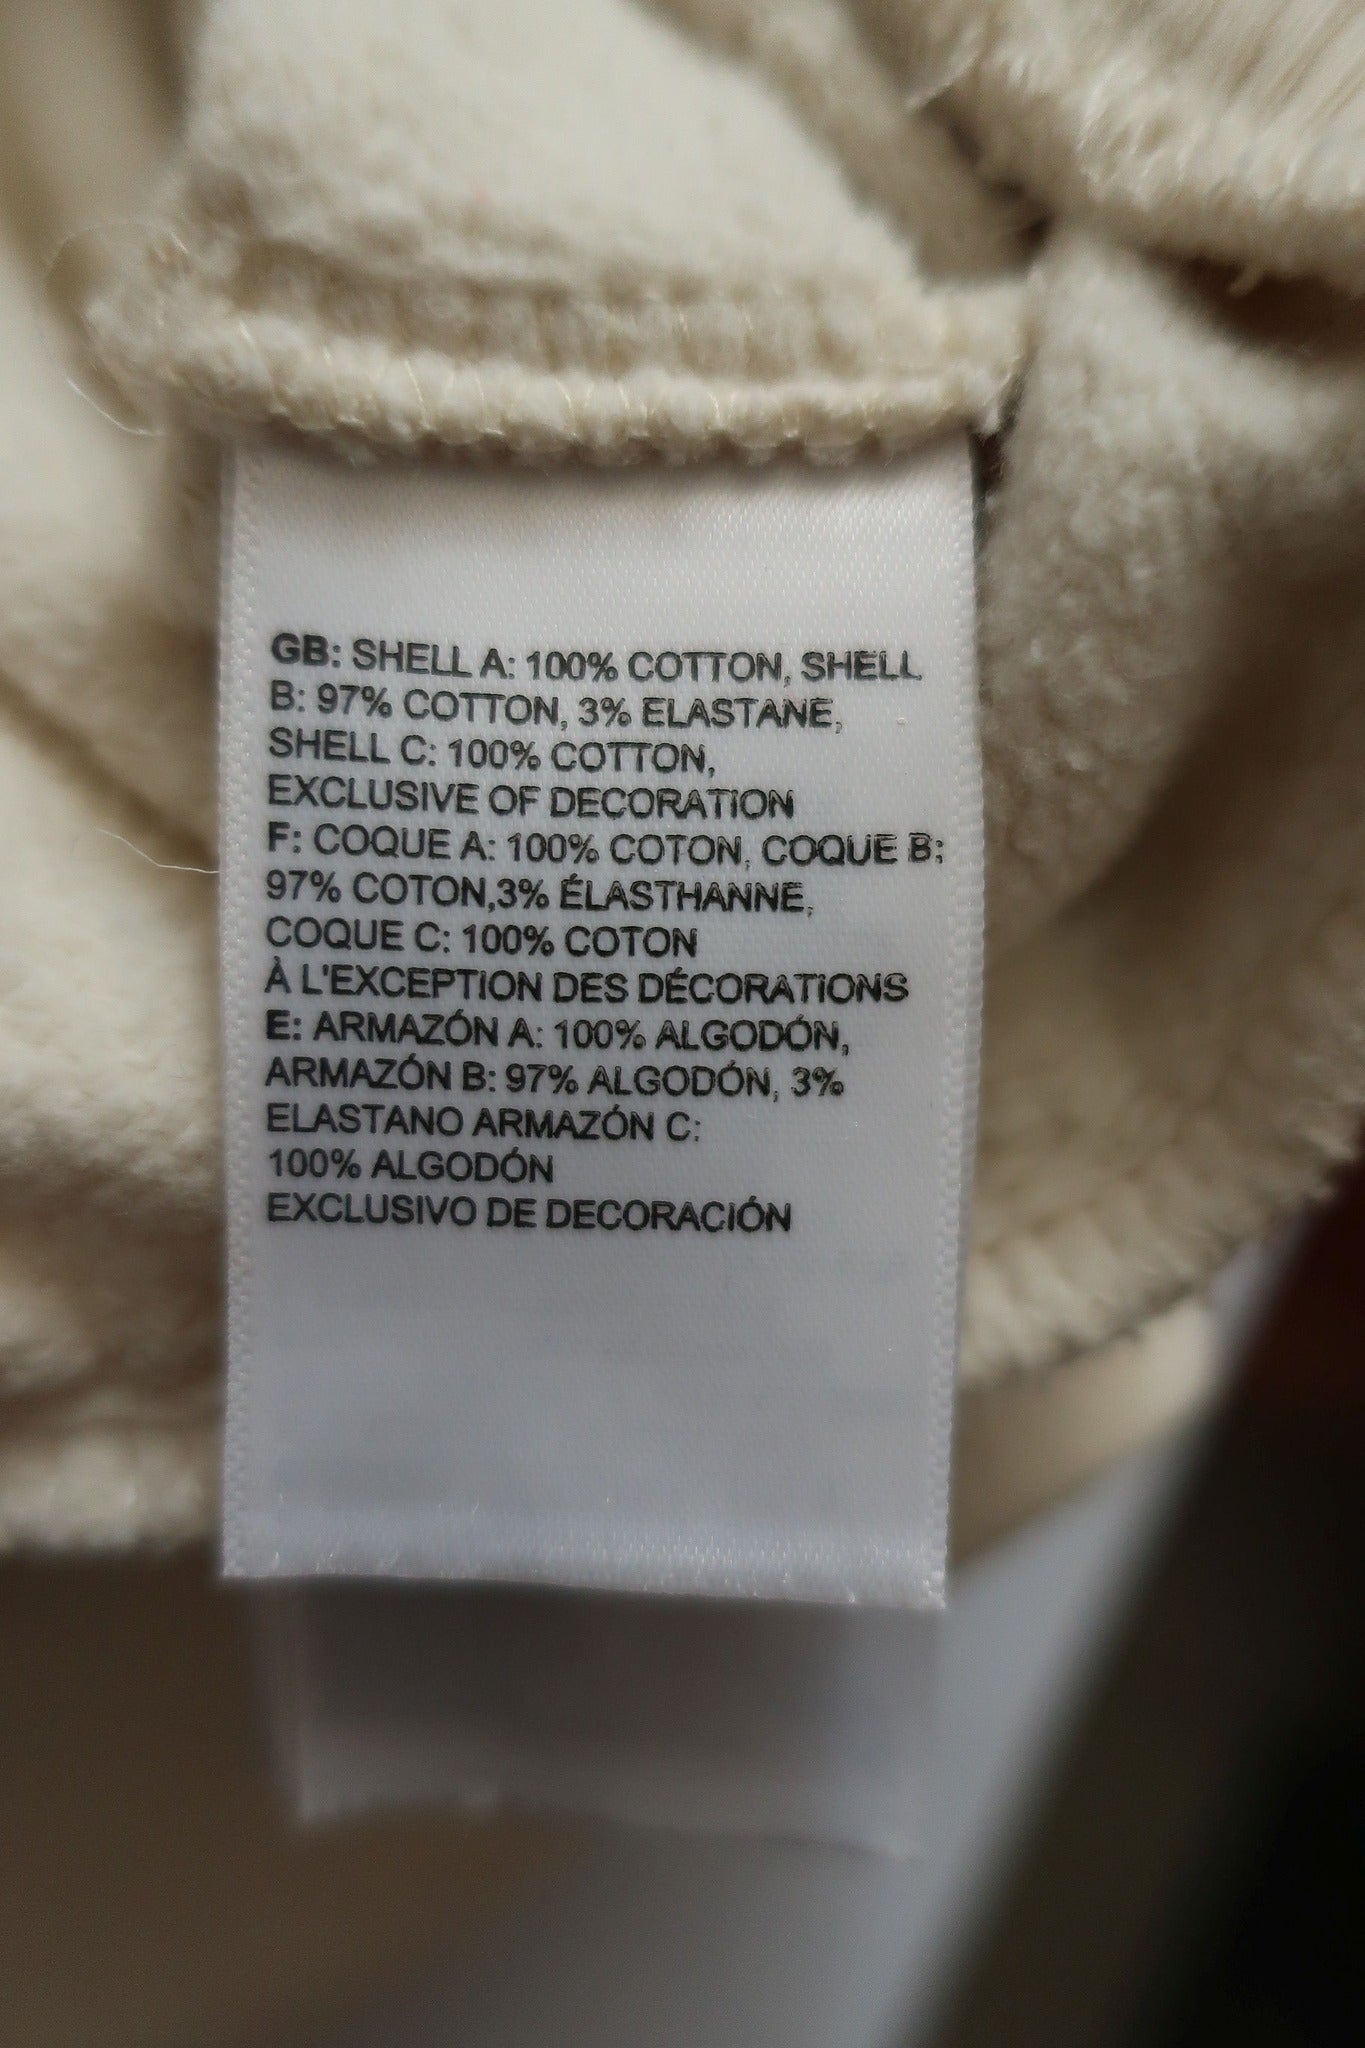 GB: SHELL A: 100% COTTON, SHELL
B: 97% COTTON, 3% ELASTANE,
SHELL C: 100% COTTON,
EXCLUSIVE OF DECORATION
F: COQUE A: 100% COTON, COQUE B:
97% COTON,3% ÉLASTHANNE,
COQUE C: 100% COTON
À L'EXCEPTION DES DÉCORATIONS
E: ARMAZÓN A: 100% ALGODÓN,
ARMAZÓN B: 97% ALGODÓN, 3%
ELASTANO ARMAZÓN C:
100% ALGODÓN
EXCLUSIVO DE DECORACIÓN